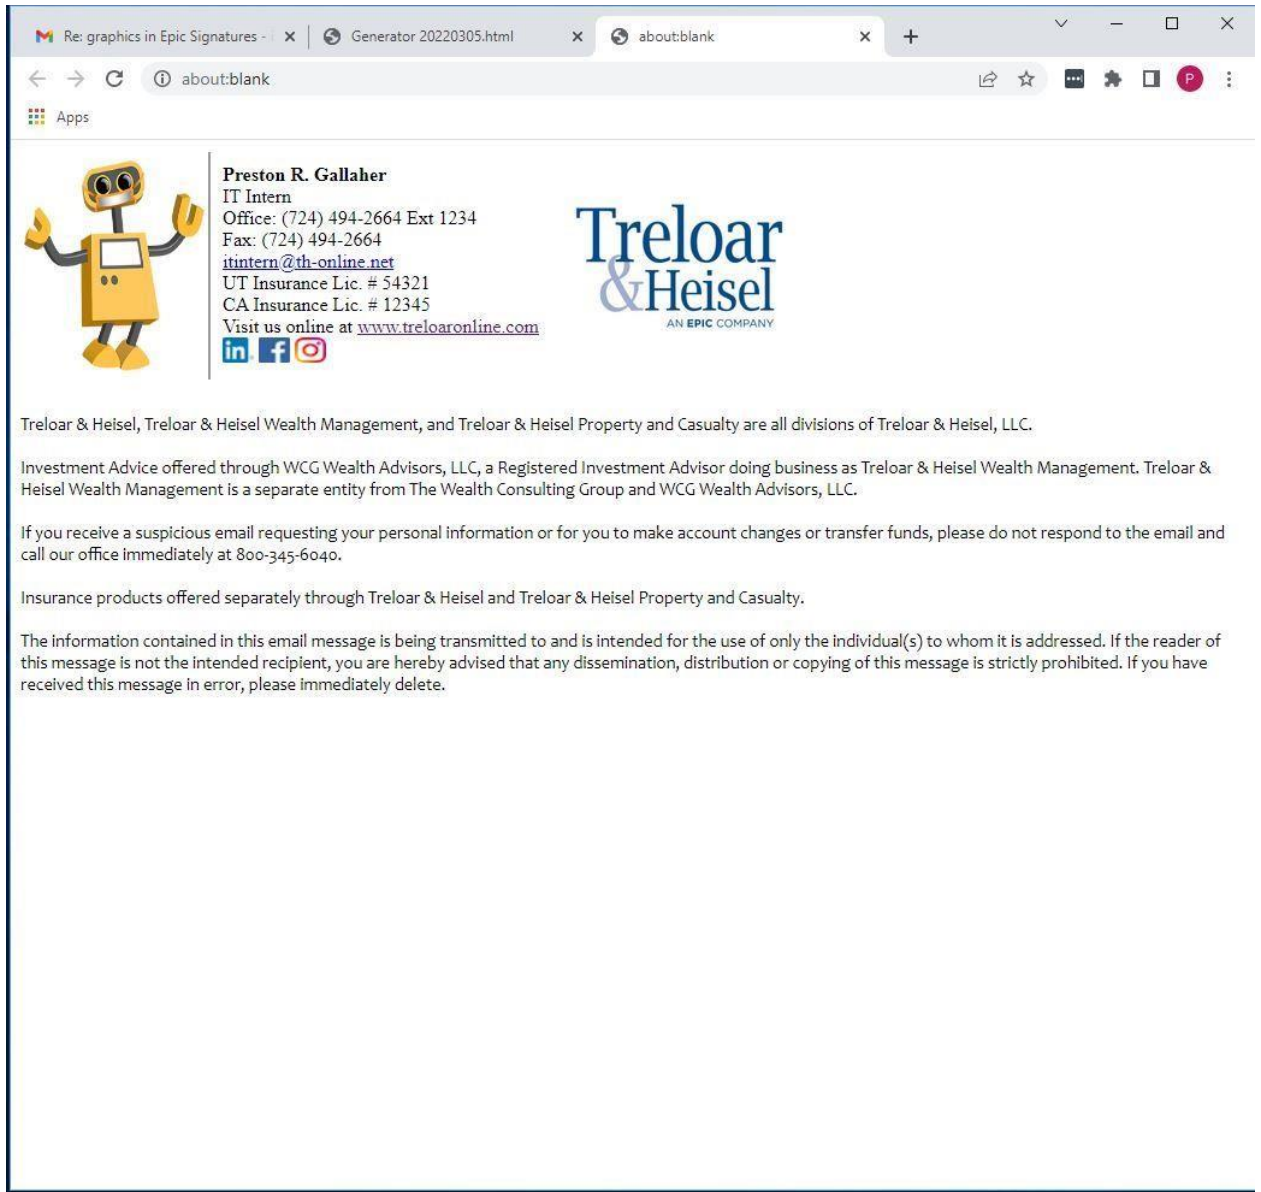 Re: graphics in Epic Signatures -
Generator 20220305.html
about:blank
about:blank
P
Apps
Preston R. Gallaher
IT Intern
Office: (724) 494-2664 Ext 1234
Fax: (724) 494-2664
itintern@th-online.net
UT Insurance Lic. # 54321
CA Insurance Lic. # 12345
Visit us online at www.treloaronline.com
in
Treloar
&Heisel
AN EPIC COMPANY
Treloar & Heisel, Treloar & Heisel Wealth Management, and Treloar & Heisel Property and Casualty are all divisions of Treloar & Heisel, LLC.
Investment Advice offered through WCG Wealth Advisors, LLC, a Registered Investment Advisor doing business as Treloar & Heisel Wealth Management. Treloar &
Heisel Wealth Management is a separate entity from The Wealth Consulting Group and WCG Wealth Advisors, LLC.
If you receive a suspicious email requesting your personal information or for you to make account changes or transfer funds, please do not respond to the email and
call our office immediately at 800-345-6040.
Insurance products offered separately through Treloar & Heisel and Treloar & Heisel Property and Casualty.
The information contained in this email message is being transmitted to and is intended for the use of only the individual(s) to whom it is addressed. If the reader of
this message is not the intended recipient, you are hereby advised that any dissemination, distribution or copying of this message is strictly prohibited. If you have
received this message in error, please immediately delete.